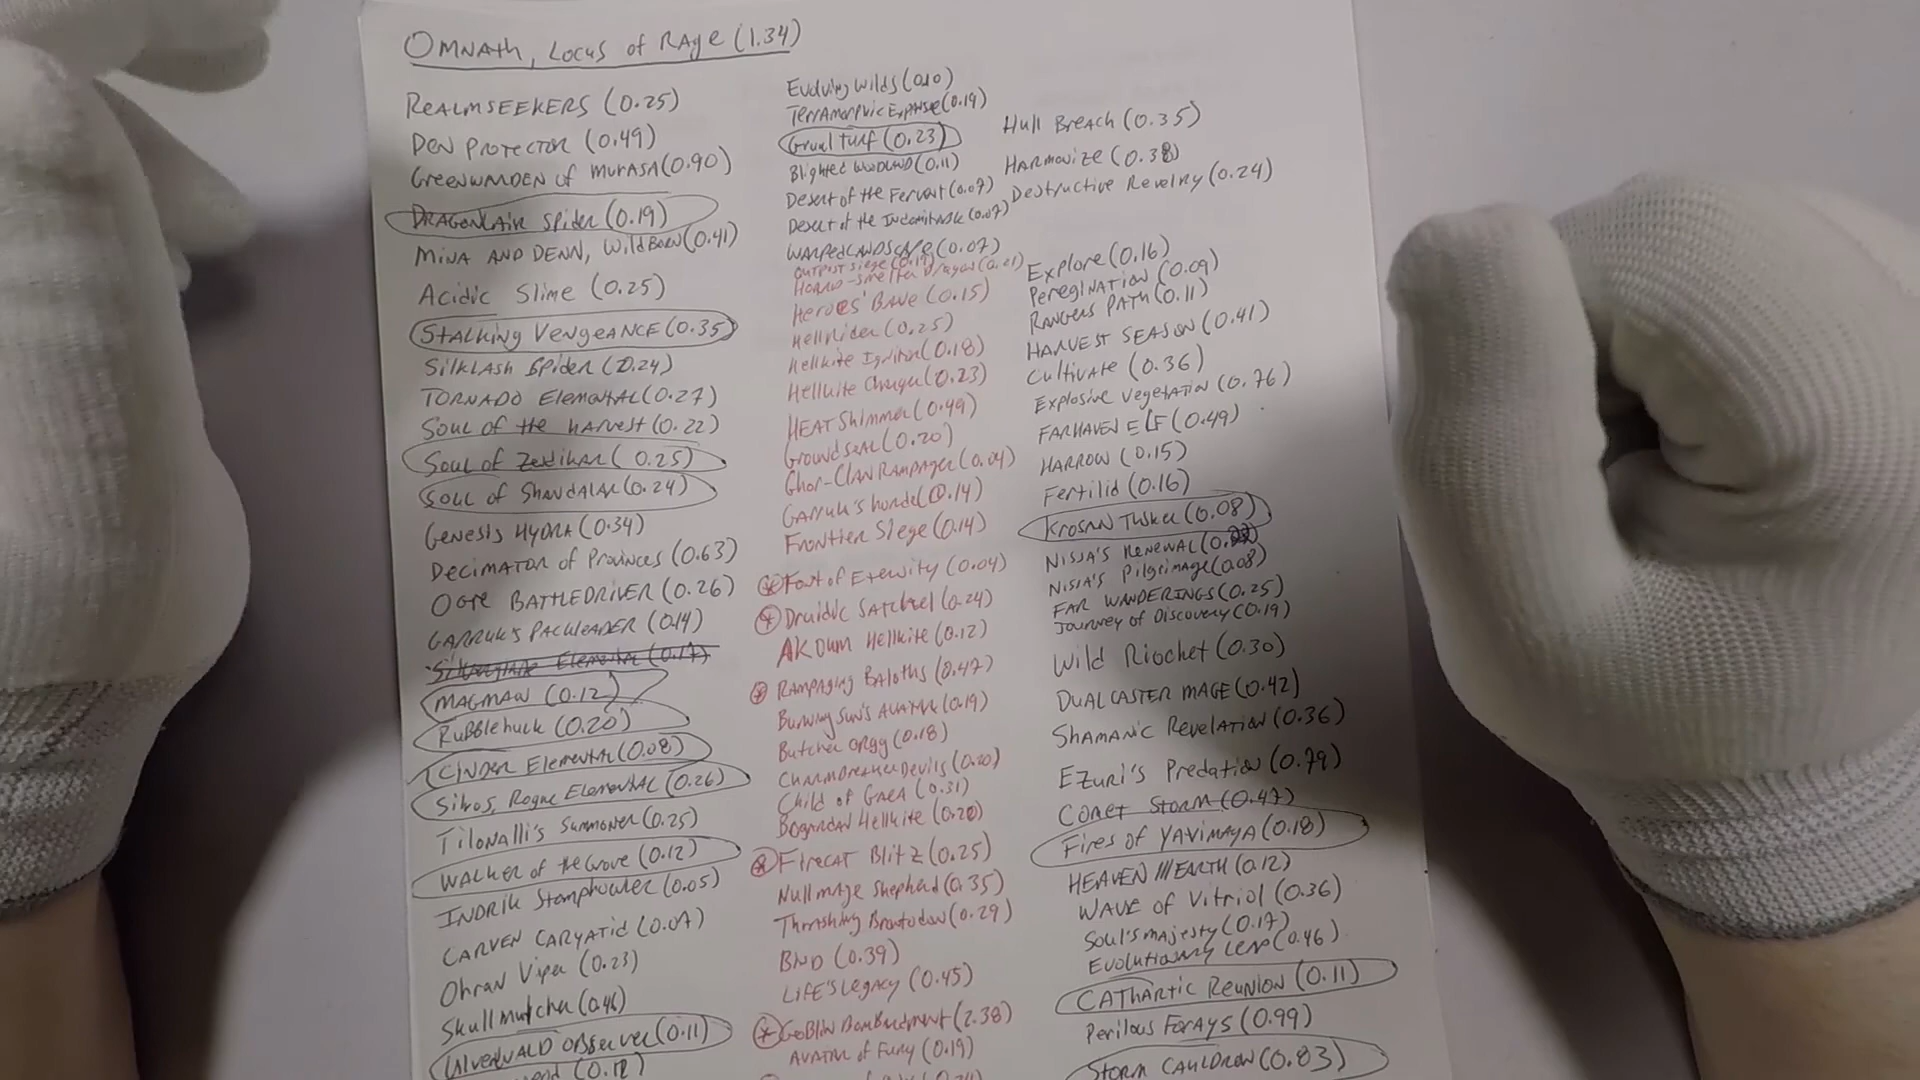 OMNATH, LOCUS OF RAGE (1.34)
REALMSEEKERS (0.25)
DEN PROTECTOR (0.49)
GREENWARDEN OF MURASA (0.90)
DRAGONLAIR SPIDER (0.19)
MINA AND DENN, WILDBORN (0.41)
ACIDIC SLIME (0.25)
STALKING VENGEANCE (0.35)
SILKLASH SPIDER (0.24)
TORNADO ELEMENTAL (0.27)
SOUL OF THE HARVEST (0.22)
SOUL OF ZENDIKAR (0.25)
SOUL OF SHANDALAR (0.24)
GENESIS HYDRA (0.34)
DECIMATOR OF PROVINCES (0.63)
OGRE BATTLEDRIVER (0.26)
GARRUK'S PACKLEADER (0.14)
Elemental (0.17)
MAGMAW (0.12)
RUBBLEHULK (0.20)
CINDER ELEMENTAL (0.08)
Rogue ELEMENTAL (0.26)
TILONALLI'S SUMMONER (0.25)
WALKER OF THE GROVE (0.12)
INDRIK STOMPHOWLER (0.05)
CARVEN CARYATID (0.07)
OHRAN VIPER (0.23)
(0.46)
ULVENWALD OBSERVER (0.11)
Evolving Wilds (0.10)
Terramorphic Expanse (0.19)
Gruul Turf (0.23)
Blighted Woodland (0.11)
Desert of the Fervent (0.07)
Desert of the (0.07)
WARPED LANDSCAPE (0.07)
OUTPOST SIEGE (0.19)
Dragon (0.21)
HEROES' BANE (0.15)
Hellrider (0.25)
Hellkite Igniter (0.18)
Hellkite Charger (0.23)
HEAT Shimmer (0.49)
Ground Seal (0.20)
Ghor-Clan Rampager (0.04)
Garruk's horde (0.14)
Frontier Siege (0.14)
Font of Eternity (0.04)
Druidic Satchel (0.24)
AKOUM Hellkite (0.12)
RAMPAGING BALOTHS (0.47)
Burning Sun's Avatar (0.19)
Butcher Orgg (0.18)
Devils (0.20)
Child of Gaea (0.31)
Bogardan Hellkite (0.20)
FIRECAT BLITZ (0.25)
Nullmage Shepherd (0.35)
Thrashing Brontodon (0.29)
BND (0.39)
LIFE'S LEGACY (0.45)
GOBLIN BOMBARDMENT (2.38)
AVATAR OF FURY (0.19)
Hull Breach (0.35)
HARMONIZE (0.38)
Destructive Revelry (0.24)
Explore (0.16)
PEREGINATION (0.09)
RANGERS PATH (0.11)
HARVEST SEASON (0.41)
Cultivate (0.36)
Explosive Vegetation (0.76)
FARHAVEN ELF (0.49)
HARROW (0.15)
Fertilid (0.16)
KROSAN TUSKER (0.08)
NISSA'S RENEWAL
NISSA'S Pilgrimage (0.08)
FAR WANDERINGS (0.25)
Journey of Discovery (0.19)
Wild Riochet (0.30)
DUALCASTER MAGE (0.42)
SHAMANIC REVELATION (0.36)
EZURI'S Predation (0.79)
COMET STORM (0.47)
FIRES OF YAVIMAYA (0.18)
HEAVEN///EARTH (0.12)
WAVE OF VITRIOL (0.36)
SOUL'S MAJESTY (0.17)
EVOLUTIONARY LEAP (0.46)
CATHARTIC REUNION (0.11)
PERILOUS FORAYS (0.99)
STORM CAULDRON (0.83)